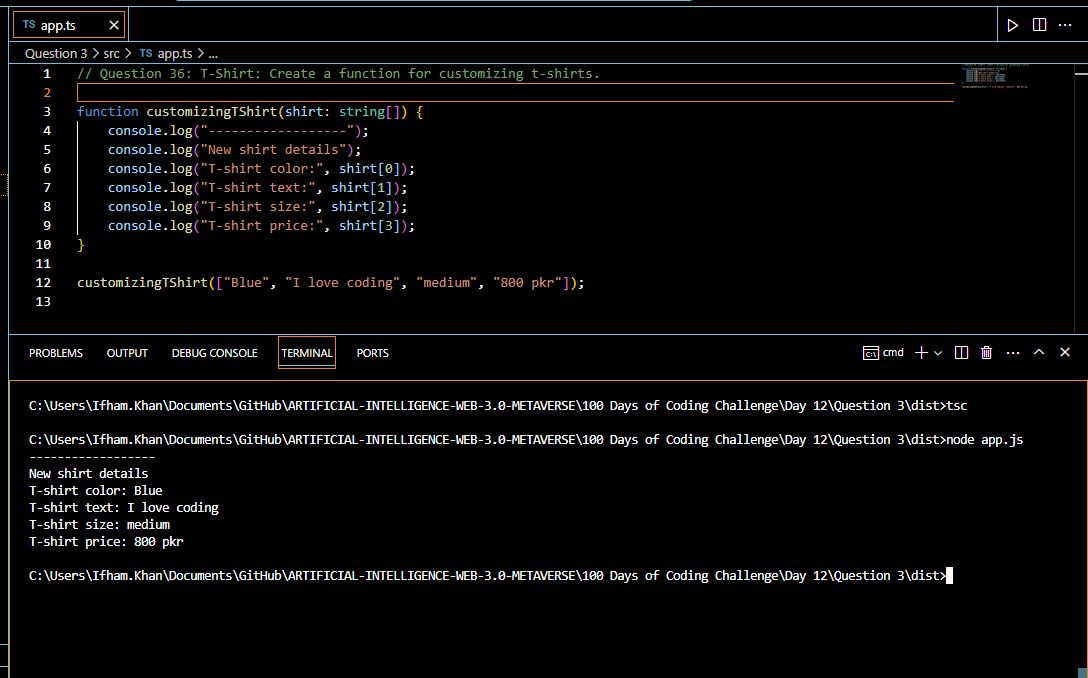 TS app.ts ×
Question 3 > src > TS app.ts > ...
1 // Question 36: T-Shirt: Create a function for customizing t-shirts.
2
3 function customizingTShirt(shirt: string[]) {
4 console.log("------------------");
5 console.log("New shirt details");
6 console.log("T-shirt color:", shirt[0]);
7 console.log("T-shirt text:", shirt[1]);
8 console.log("T-shirt size:", shirt[2]);
9 console.log("T-shirt price:", shirt[3]);
10 }
11
12 customizingTShirt(["Blue", "I love coding", "medium", "800 pkr"]);
13
PROBLEMS OUTPUT DEBUG CONSOLE TERMINAL PORTS cmd
C:\Users\Ifham.Khan\Documents\GitHub\ARTIFICIAL-INTELLIGENCE-WEB-3.0-METAVERSE\100 Days of Coding Challenge\Day 12\Question 3\dist>tsc
C:\Users\Ifham.Khan\Documents\GitHub\ARTIFICIAL-INTELLIGENCE-WEB-3.0-METAVERSE\100 Days of Coding Challenge\Day 12\Question 3\dist>node app.js
------------------
New shirt details
T-shirt color: Blue
T-shirt text: I love coding
T-shirt size: medium
T-shirt price: 800 pkr
C:\Users\Ifham.Khan\Documents\GitHub\ARTIFICIAL-INTELLIGENCE-WEB-3.0-METAVERSE\100 Days of Coding Challenge\Day 12\Question 3\dist>